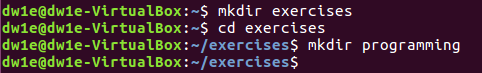 dw1e@dw1e-VirtualBox:~$ mkdir exercises
dw1e@dw1e-VirtualBox:~$ cd exercises
dw1e@dw1e-VirtualBox:~/exercises$ mkdir programming
dw1e@dw1e-VirtualBox:~/exercises$